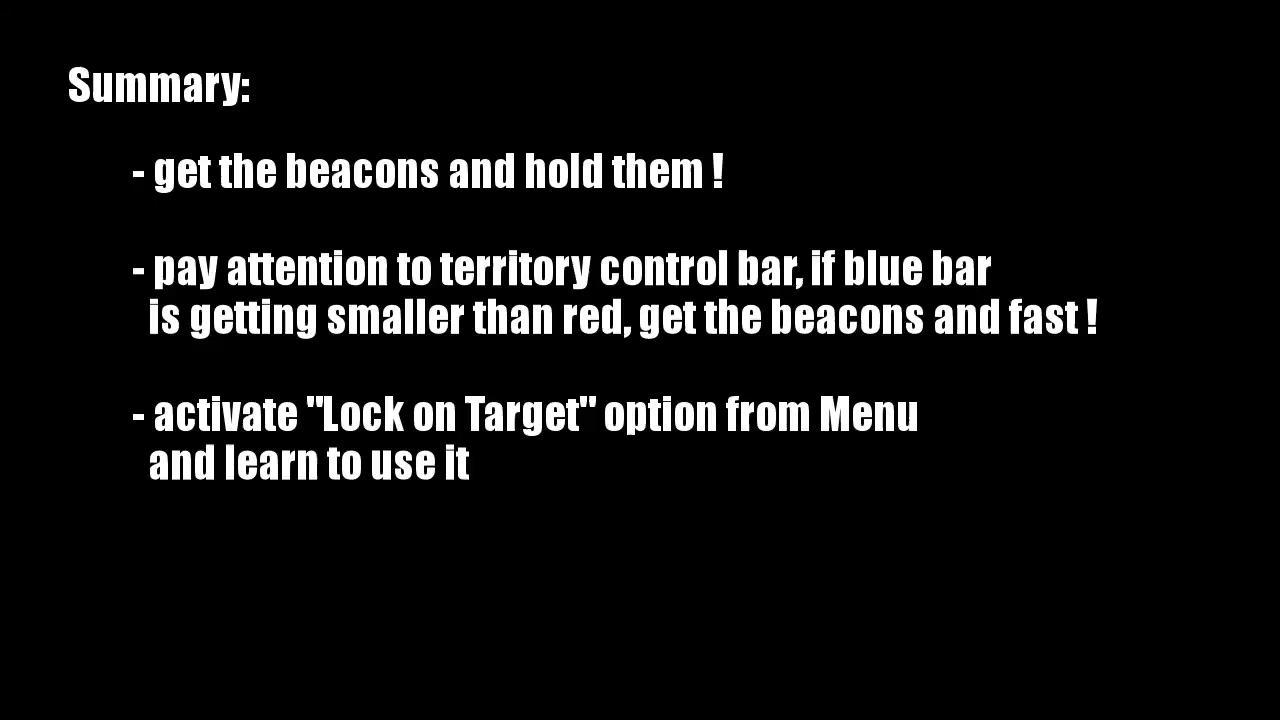 Summary:
- get the beacons and hold them !
- pay attention to territory control bar, if blue bar
is getting smaller than red, get the beacons and fast !
- activate "Lock on Target" option from Menu
and learn to use it